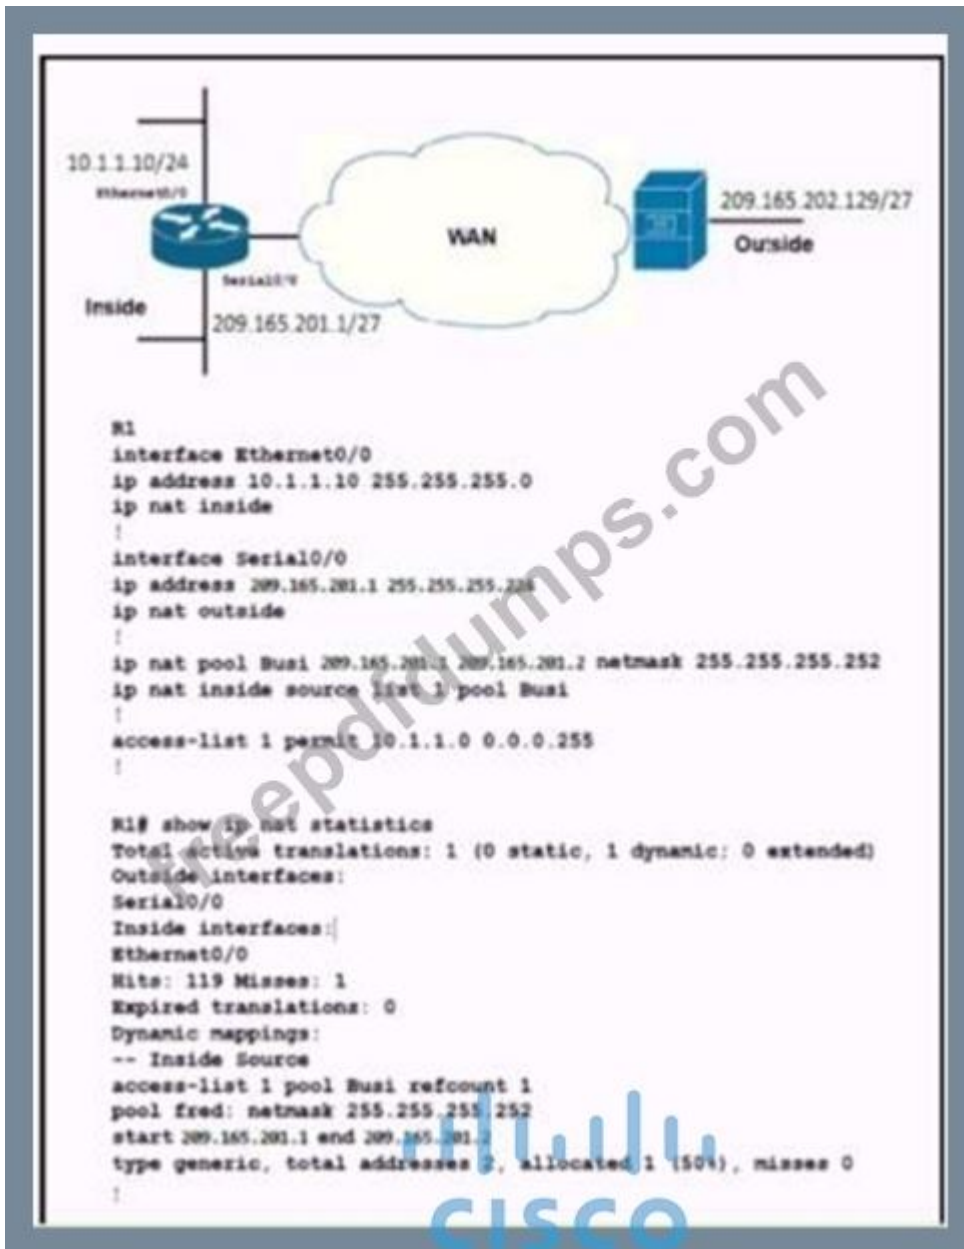 10.1.1.10/24
Ethernet0/0
WAN
209.165.202.129/27
Outside
Serial0/0
Inside
209.165.201.1/27
R1
interface Ethernet0/0
ip address 10.1.1.10 255.255.255.0
ip nat inside
!
interface Serial0/0
ip address 209.165.201.1 255.255.255.224
ip nat outside
!
ip nat pool Busi 209.165.201.1 209.165.201.2 netmask 255.255.255.252
ip nat inside source list 1 pool Busi
!
access-list 1 permit 10.1.1.0 0.0.0.255
!
R1# show ip nat statistics
Total active translations: 1 (0 static, 1 dynamic; 0 extended)
Outside interfaces:
Serial0/0
Inside interfaces:
Ethernet0/0
Hits: 119 Misses: 1
Expired translations: 0
Dynamic mappings:
-- Inside Source
access-list 1 pool Busi refcount 1
pool fred: netmask 255.255.255.252
start 209.165.201.1 end 209.165.201.2
type generic, total addresses 2, allocated 1 (50%), misses 0
!
freepdfdumps.com
CISCO